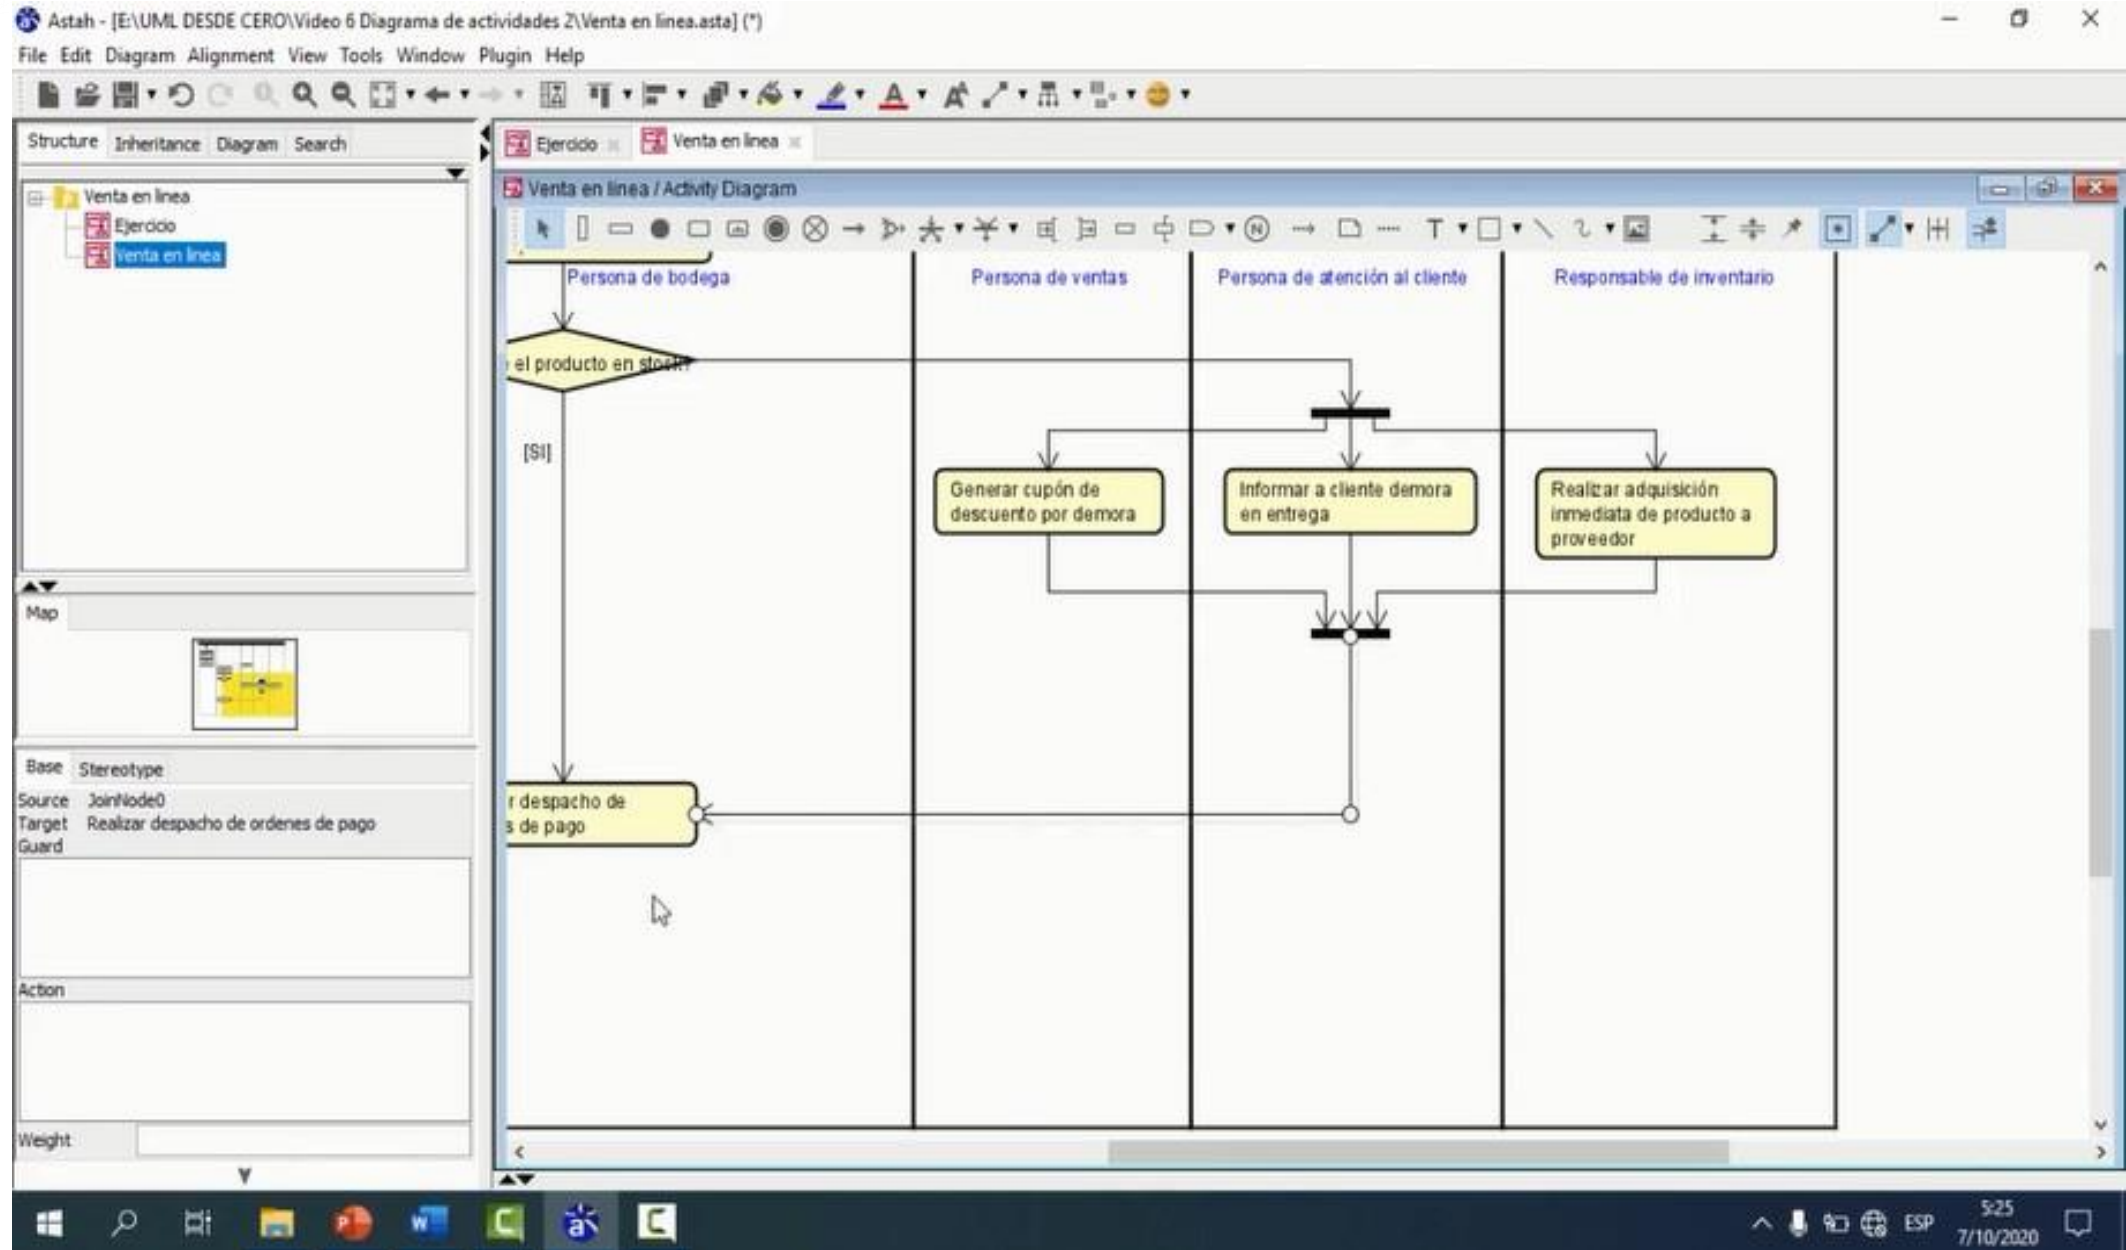 Astah - [E:\UML DESDE CERO\Video 6 Diagrama de actividades 2\Venta en linea.asta] (*)
File Edit Diagram Alignment View Tools Window Plugin Help
Structure Inheritance Diagram Search
Venta en linea
Ejercicio
Venta en linea
Map
Base Stereotype
Source JoinNode0
Target Realizar despacho de ordenes de pago
Guard
Action
Weight
Ejercicio Venta en linea
Venta en linea / Activity Diagram
Persona de bodega Persona de ventas Persona de atención al cliente Responsable de inventario
el producto en stock?
[SI]
Generar cupón de
descuento por demora
Informar a cliente demora
en entrega
Realizar adquisición
inmediata de producto a
proveedor
r despacho de
s de pago
ESP
5:25
7/10/2020